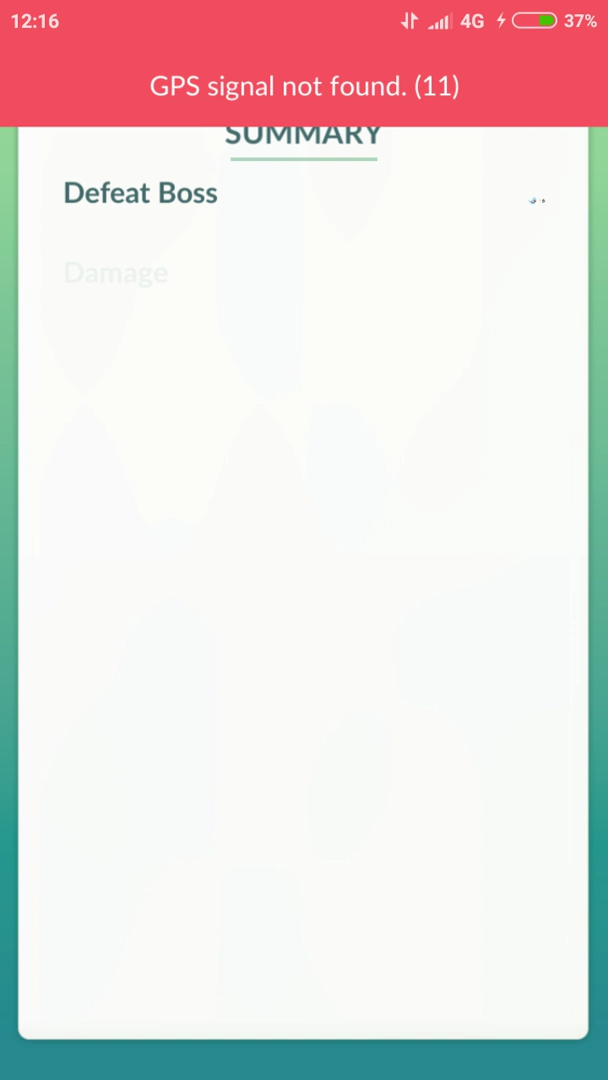 12:16 4G 37%
GPS signal not found. (11)
SUMMARY
Defeat Boss
Damage